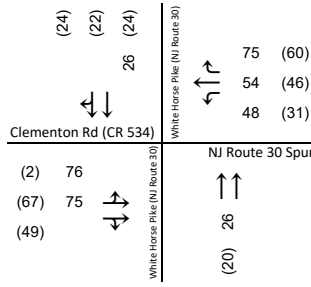 (24) (22) (24)
26
Clementon Rd (CR 534)
White Horse Pike (NJ Route 30)
75 (60)
54 (46)
48 (31)
(2) 76
(67) 75
(49)
White Horse Pike (NJ Route 30)
NJ Route 30 Spur
26
(20)